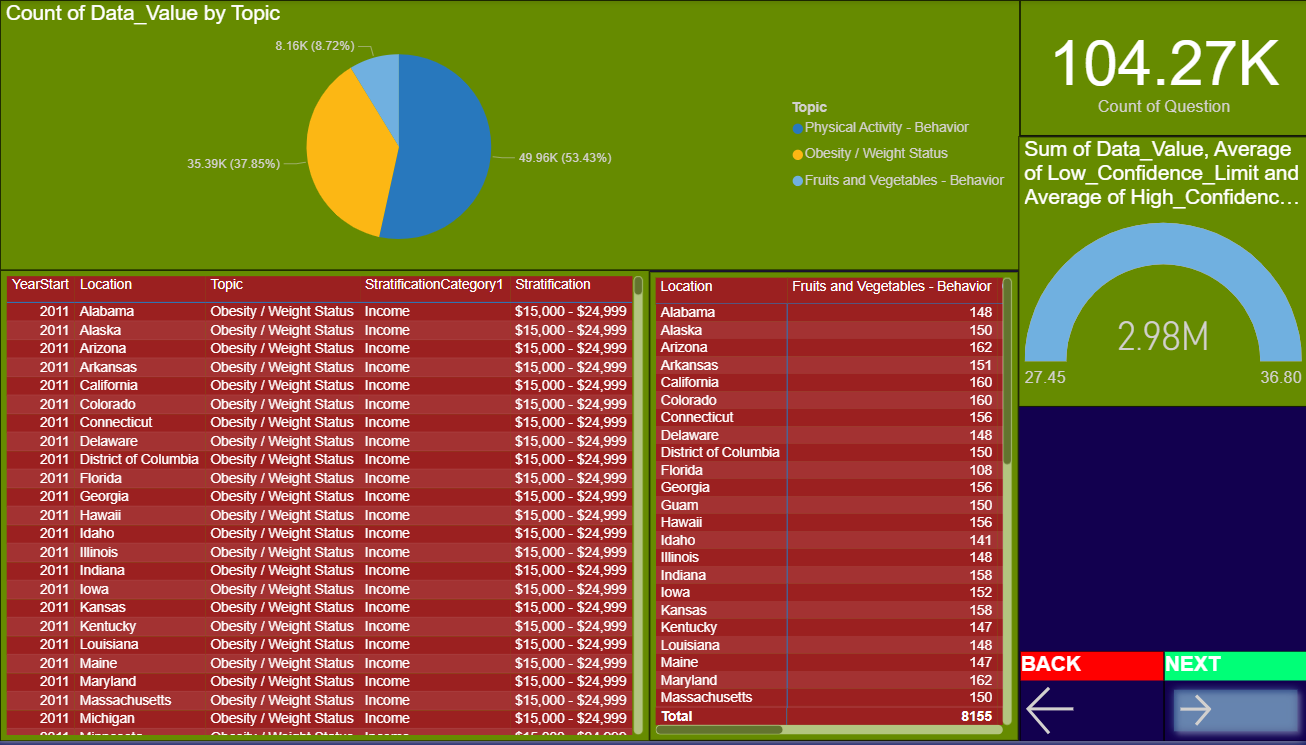 Count of Data_Value by Topic
8.16K (8.72%)
35.39K (37.85%)
49.96K (53.43%)
Topic
Physical Activity - Behavior
Obesity / Weight Status
Fruits and Vegetables - Behavior
104.27K
Count of Question
Sum of Data_Value, Average
of Low_Confidence_Limit and
Average of High_Confidenc…
2.98M
27.45 36.80
YearStart Location Topic StratificationCategory1 Stratification
2011 Alabama Obesity / Weight Status Income $15,000 - $24,999
2011 Alaska Obesity / Weight Status Income $15,000 - $24,999
2011 Arizona Obesity / Weight Status Income $15,000 - $24,999
2011 Arkansas Obesity / Weight Status Income $15,000 - $24,999
2011 California Obesity / Weight Status Income $15,000 - $24,999
2011 Colorado Obesity / Weight Status Income $15,000 - $24,999
2011 Connecticut Obesity / Weight Status Income $15,000 - $24,999
2011 Delaware Obesity / Weight Status Income $15,000 - $24,999
2011 District of Columbia Obesity / Weight Status Income $15,000 - $24,999
2011 Florida Obesity / Weight Status Income $15,000 - $24,999
2011 Georgia Obesity / Weight Status Income $15,000 - $24,999
2011 Hawaii Obesity / Weight Status Income $15,000 - $24,999
2011 Idaho Obesity / Weight Status Income $15,000 - $24,999
2011 Illinois Obesity / Weight Status Income $15,000 - $24,999
2011 Indiana Obesity / Weight Status Income $15,000 - $24,999
2011 Iowa Obesity / Weight Status Income $15,000 - $24,999
2011 Kansas Obesity / Weight Status Income $15,000 - $24,999
2011 Kentucky Obesity / Weight Status Income $15,000 - $24,999
2011 Louisiana Obesity / Weight Status Income $15,000 - $24,999
2011 Maine Obesity / Weight Status Income $15,000 - $24,999
2011 Maryland Obesity / Weight Status Income $15,000 - $24,999
2011 Massachusetts Obesity / Weight Status Income $15,000 - $24,999
2011 Michigan Obesity / Weight Status Income $15,000 - $24,999
Location Fruits and Vegetables - Behavior
Alabama 148
Alaska 150
Arizona 162
Arkansas 151
California 160
Colorado 160
Connecticut 156
Delaware 148
District of Columbia 150
Florida 108
Georgia 156
Guam 150
Hawaii 156
Idaho 141
Illinois 148
Indiana 158
Iowa 152
Kansas 158
Kentucky 147
Louisiana 148
Maine 147
Maryland 162
Massachusetts 150
Total 8155
BACK NEXT